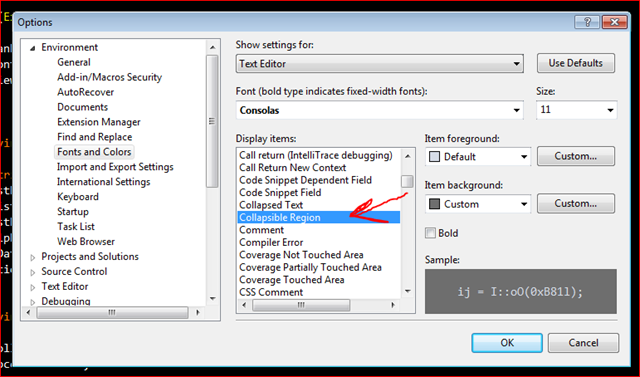 Options
Environment
General
Add-in/Macros Security
AutoRecover
Documents
Extension Manager
Find and Replace
Fonts and Colors
Import and Export Settings
International Settings
Keyboard
Startup
Task List
Web Browser
Projects and Solutions
Source Control
Text Editor
Debugging
Show settings for:
Text Editor
Use Defaults
Font (bold type indicates fixed-width fonts):
Size:
Consolas
11
Display items:
Call return (IntelliTrace debugging)
Call Return New Context
Code Snippet Dependent Field
Code Snippet Field
Collapsed Text
Collapsible Region
Comment
Compiler Error
Coverage Not Touched Area
Coverage Partially Touched Area
Coverage Touched Area
CSS Comment
Item foreground:
Default
Custom...
Item background:
Custom
Custom...
Bold
Sample:
ij = I::oO(0xB81l);
OK
Cancel